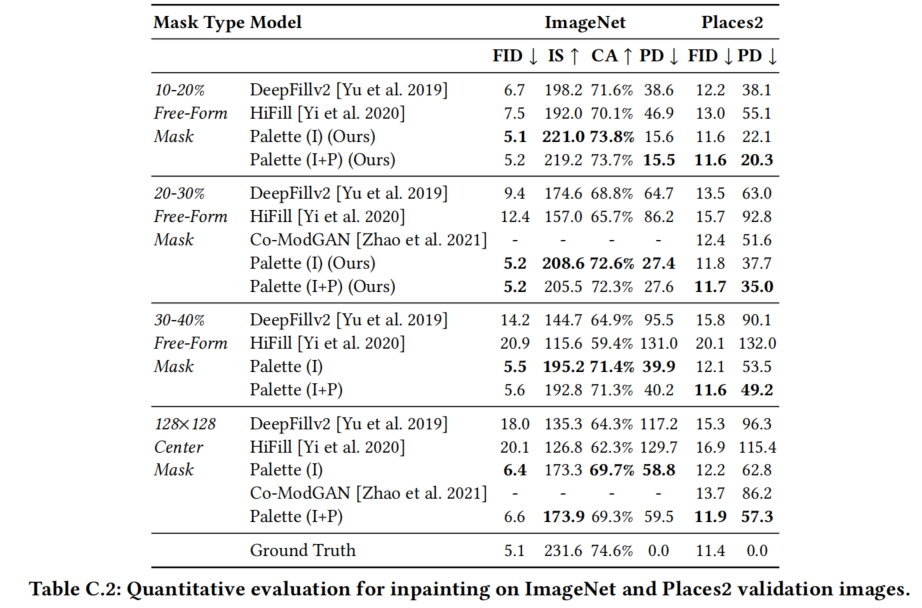 Mask Type Model ImageNet Places2
FID ↓ IS ↑ CA ↑ PD ↓ FID ↓ PD ↓
10-20% DeepFillv2 [Yu et al. 2019] 6.7 198.2 71.6% 38.6 12.2 38.1
Free-Form HiFill [Yi et al. 2020] 7.5 192.0 70.1% 46.9 13.0 55.1
Mask Palette (I) (Ours) 5.1 221.0 73.8% 15.6 11.6 22.1
Palette (I+P) (Ours) 5.2 219.2 73.7% 15.5 11.6 20.3
20-30% DeepFillv2 [Yu et al. 2019] 9.4 174.6 68.8% 64.7 13.5 63.0
Free-Form HiFill [Yi et al. 2020] 12.4 157.0 65.7% 86.2 15.7 92.8
Mask Co-ModGAN [Zhao et al. 2021] - - - - 12.4 51.6
Palette (I) (Ours) 5.2 208.6 72.6% 27.4 11.8 37.7
Palette (I+P) (Ours) 5.2 205.5 72.3% 27.6 11.7 35.0
30-40% DeepFillv2 [Yu et al. 2019] 14.2 144.7 64.9% 95.5 15.8 90.1
Free-Form HiFill [Yi et al. 2020] 20.9 115.6 59.4% 131.0 20.1 132.0
Mask Palette (I) 5.5 195.2 71.4% 39.9 12.1 53.5
Palette (I+P) 5.6 192.8 71.3% 40.2 11.6 49.2
128×128 DeepFillv2 [Yu et al. 2019] 18.0 135.3 64.3% 117.2 15.3 96.3
Center HiFill [Yi et al. 2020] 20.1 126.8 62.3% 129.7 16.9 115.4
Mask Palette (I) 6.4 173.3 69.7% 58.8 12.2 62.8
Co-ModGAN [Zhao et al. 2021] - - - - 13.7 86.2
Palette (I+P) 6.6 173.9 69.3% 59.5 11.9 57.3
Ground Truth 5.1 231.6 74.6% 0.0 11.4 0.0
Table C.2: Quantitative evaluation for inpainting on ImageNet and Places2 validation images.